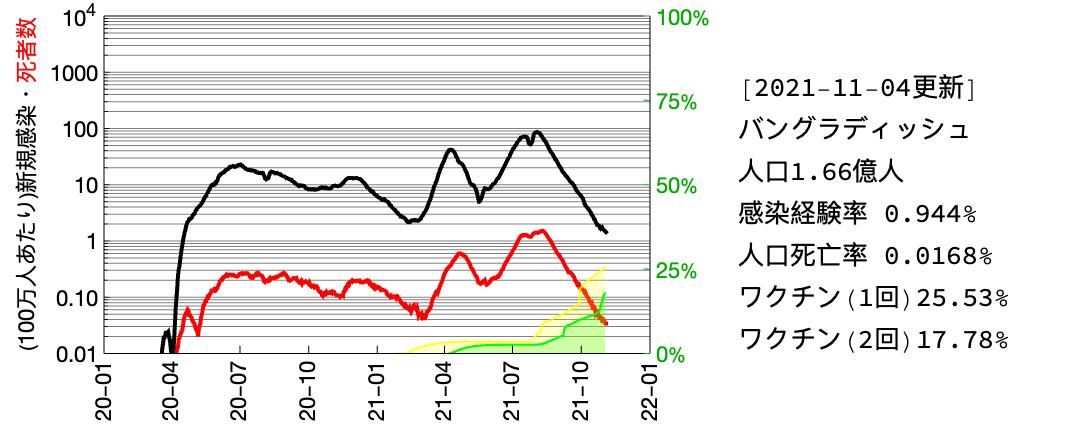 (100万人あたり)新規感染・死者数
10^4
1000
100
10
1
0.10
0.01
100%
75%
50%
25%
0%
20-01
20-04
20-07
20-10
21-01
21-04
21-07
21-10
22-01
[2021-11-04更新]
バングラディッシュ
人口1.66億人
感染経験率 0.944%
人口死亡率 0.0168%
ワクチン(1回)25.53%
ワクチン(2回)17.78%